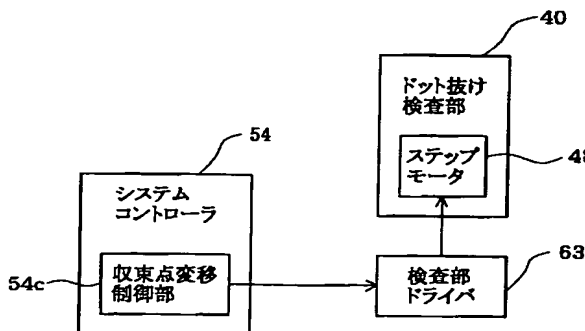 40
ドット抜け
検査部
ステップ
モータ
48
54
システム
コントローラ
54c
収束点変移
制御部
検査部
ドライバ
63